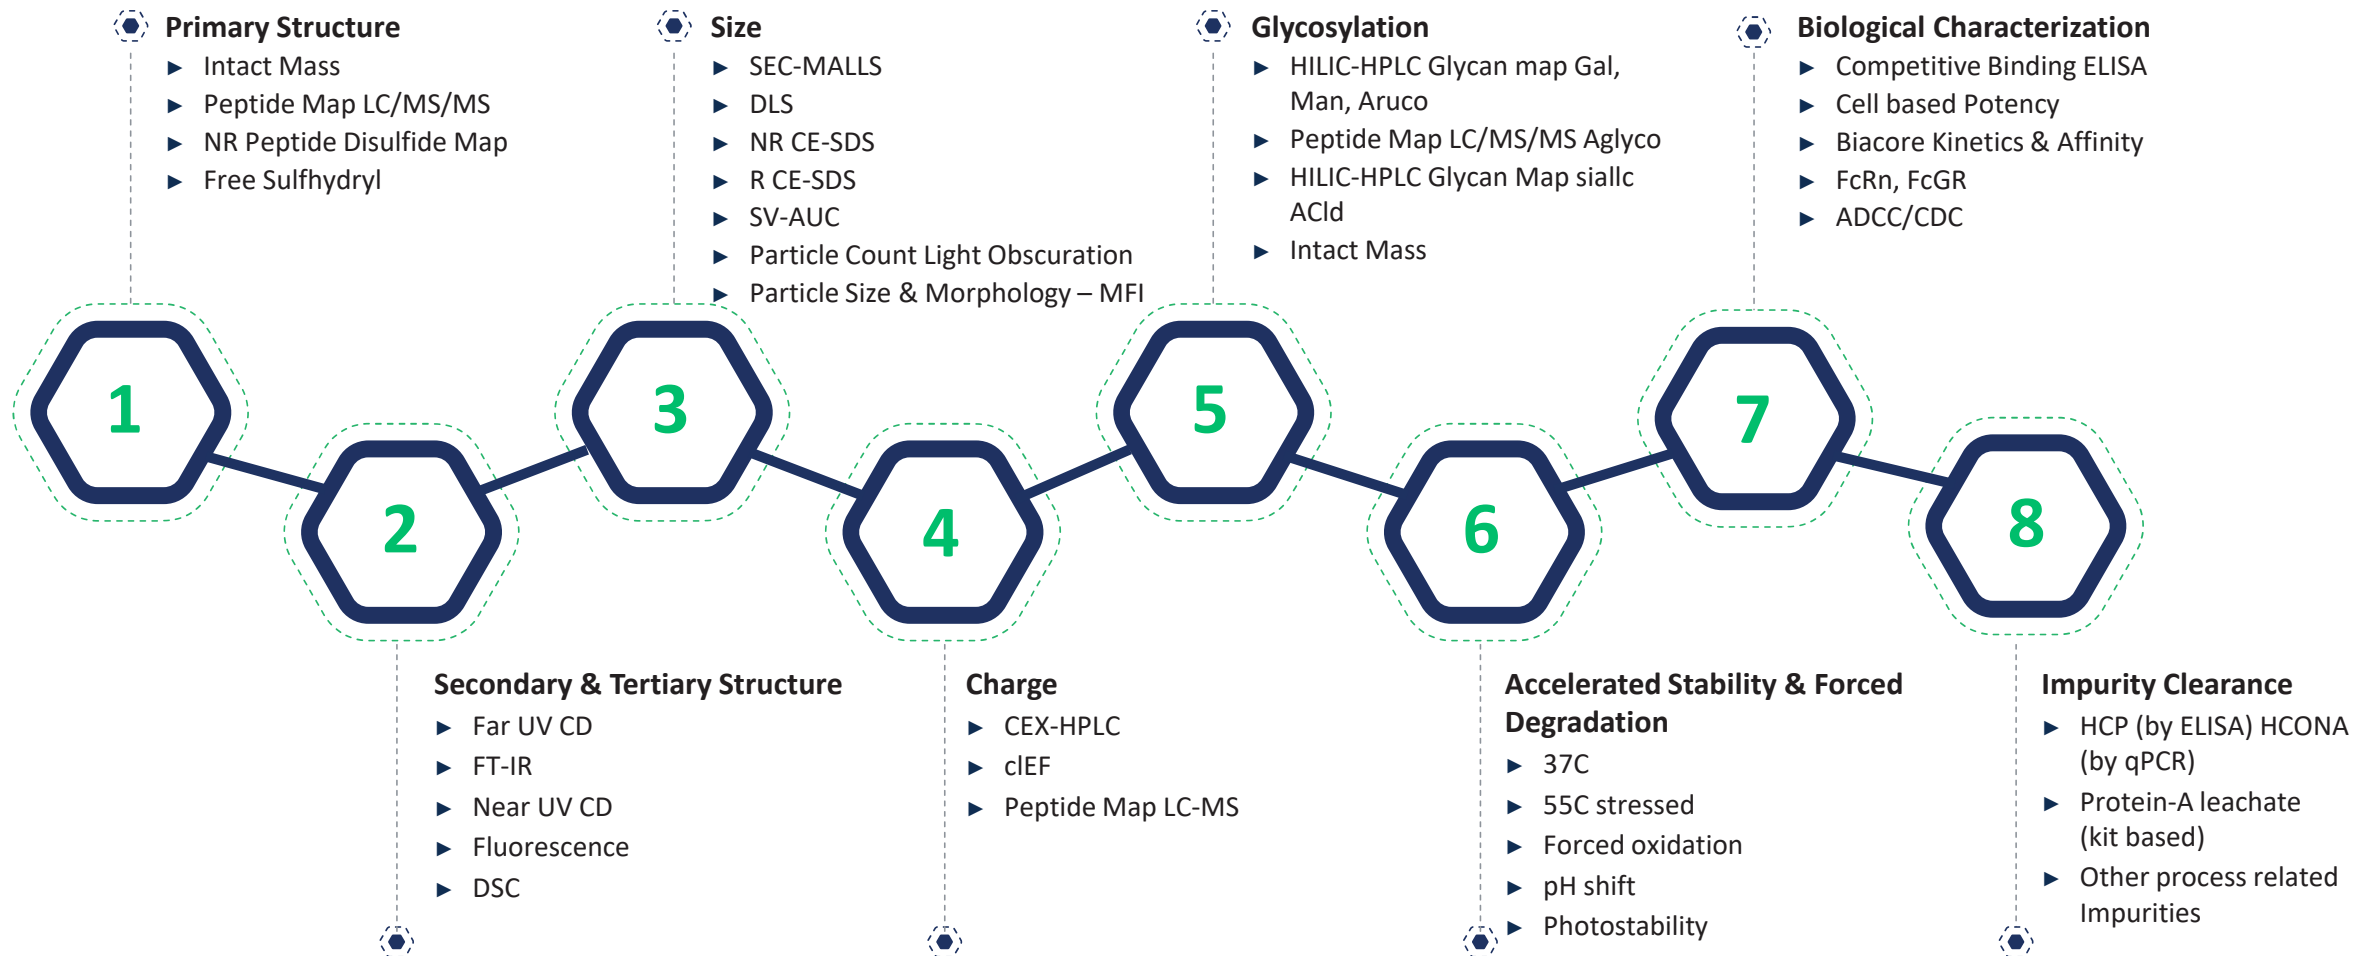 Primary Structure
Intact Mass
Peptide Map LC/MS/MS
NR Peptide Disulfide Map
Free Sulfhydryl
Size
SEC-MALLS
DLS
NR CE-SDS
R CE-SDS
SV-AUC
Particle Count Light Obscuration
Particle Size & Morphology – MFI
Glycosylation
HILIC-HPLC Glycan map Gal,
Man, Aruco
Peptide Map LC/MS/MS Aglyco
HILIC-HPLC Glycan Map siallc
ACld
Intact Mass
Biological Characterization
Competitive Binding ELISA
Cell based Potency
Biacore Kinetics & Affinity
FcRn, FcGR
ADCC/CDC
1
2
3
4
5
6
7
8
Secondary & Tertiary Structure
Far UV CD
FT-IR
Near UV CD
Fluorescence
DSC
Charge
CEX-HPLC
clEF
Peptide Map LC-MS
Accelerated Stability & Forced
Degradation
37C
55C stressed
Forced oxidation
pH shift
Photostability
Impurity Clearance
HCP (by ELISA) HCONA
(by qPCR)
Protein-A leachate
(kit based)
Other process related
Impurities